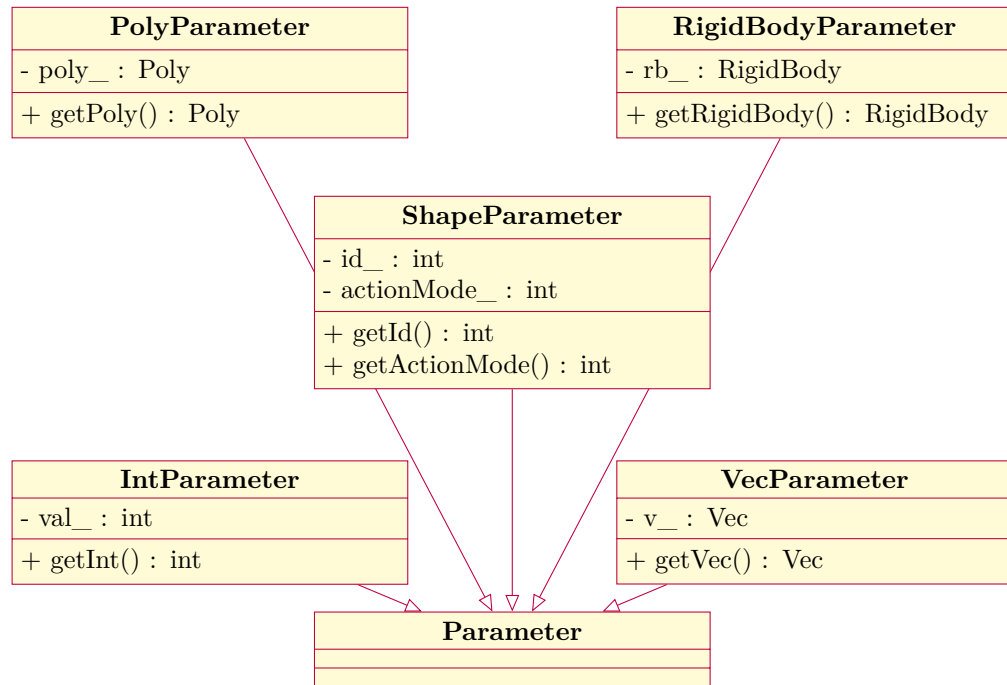 PolyParameter
- poly_ : Poly
+ getPoly() : Poly
RigidBodyParameter
- rb_ : RigidBody
+ getRigidBody() : RigidBody
ShapeParameter
- id_ : int
- actionMode_ : int
+ getId() : int
+ getActionMode() : int
IntParameter
- val_ : int
+ getInt() : int
VecParameter
- v_ : Vec
+ getVec() : Vec
Parameter